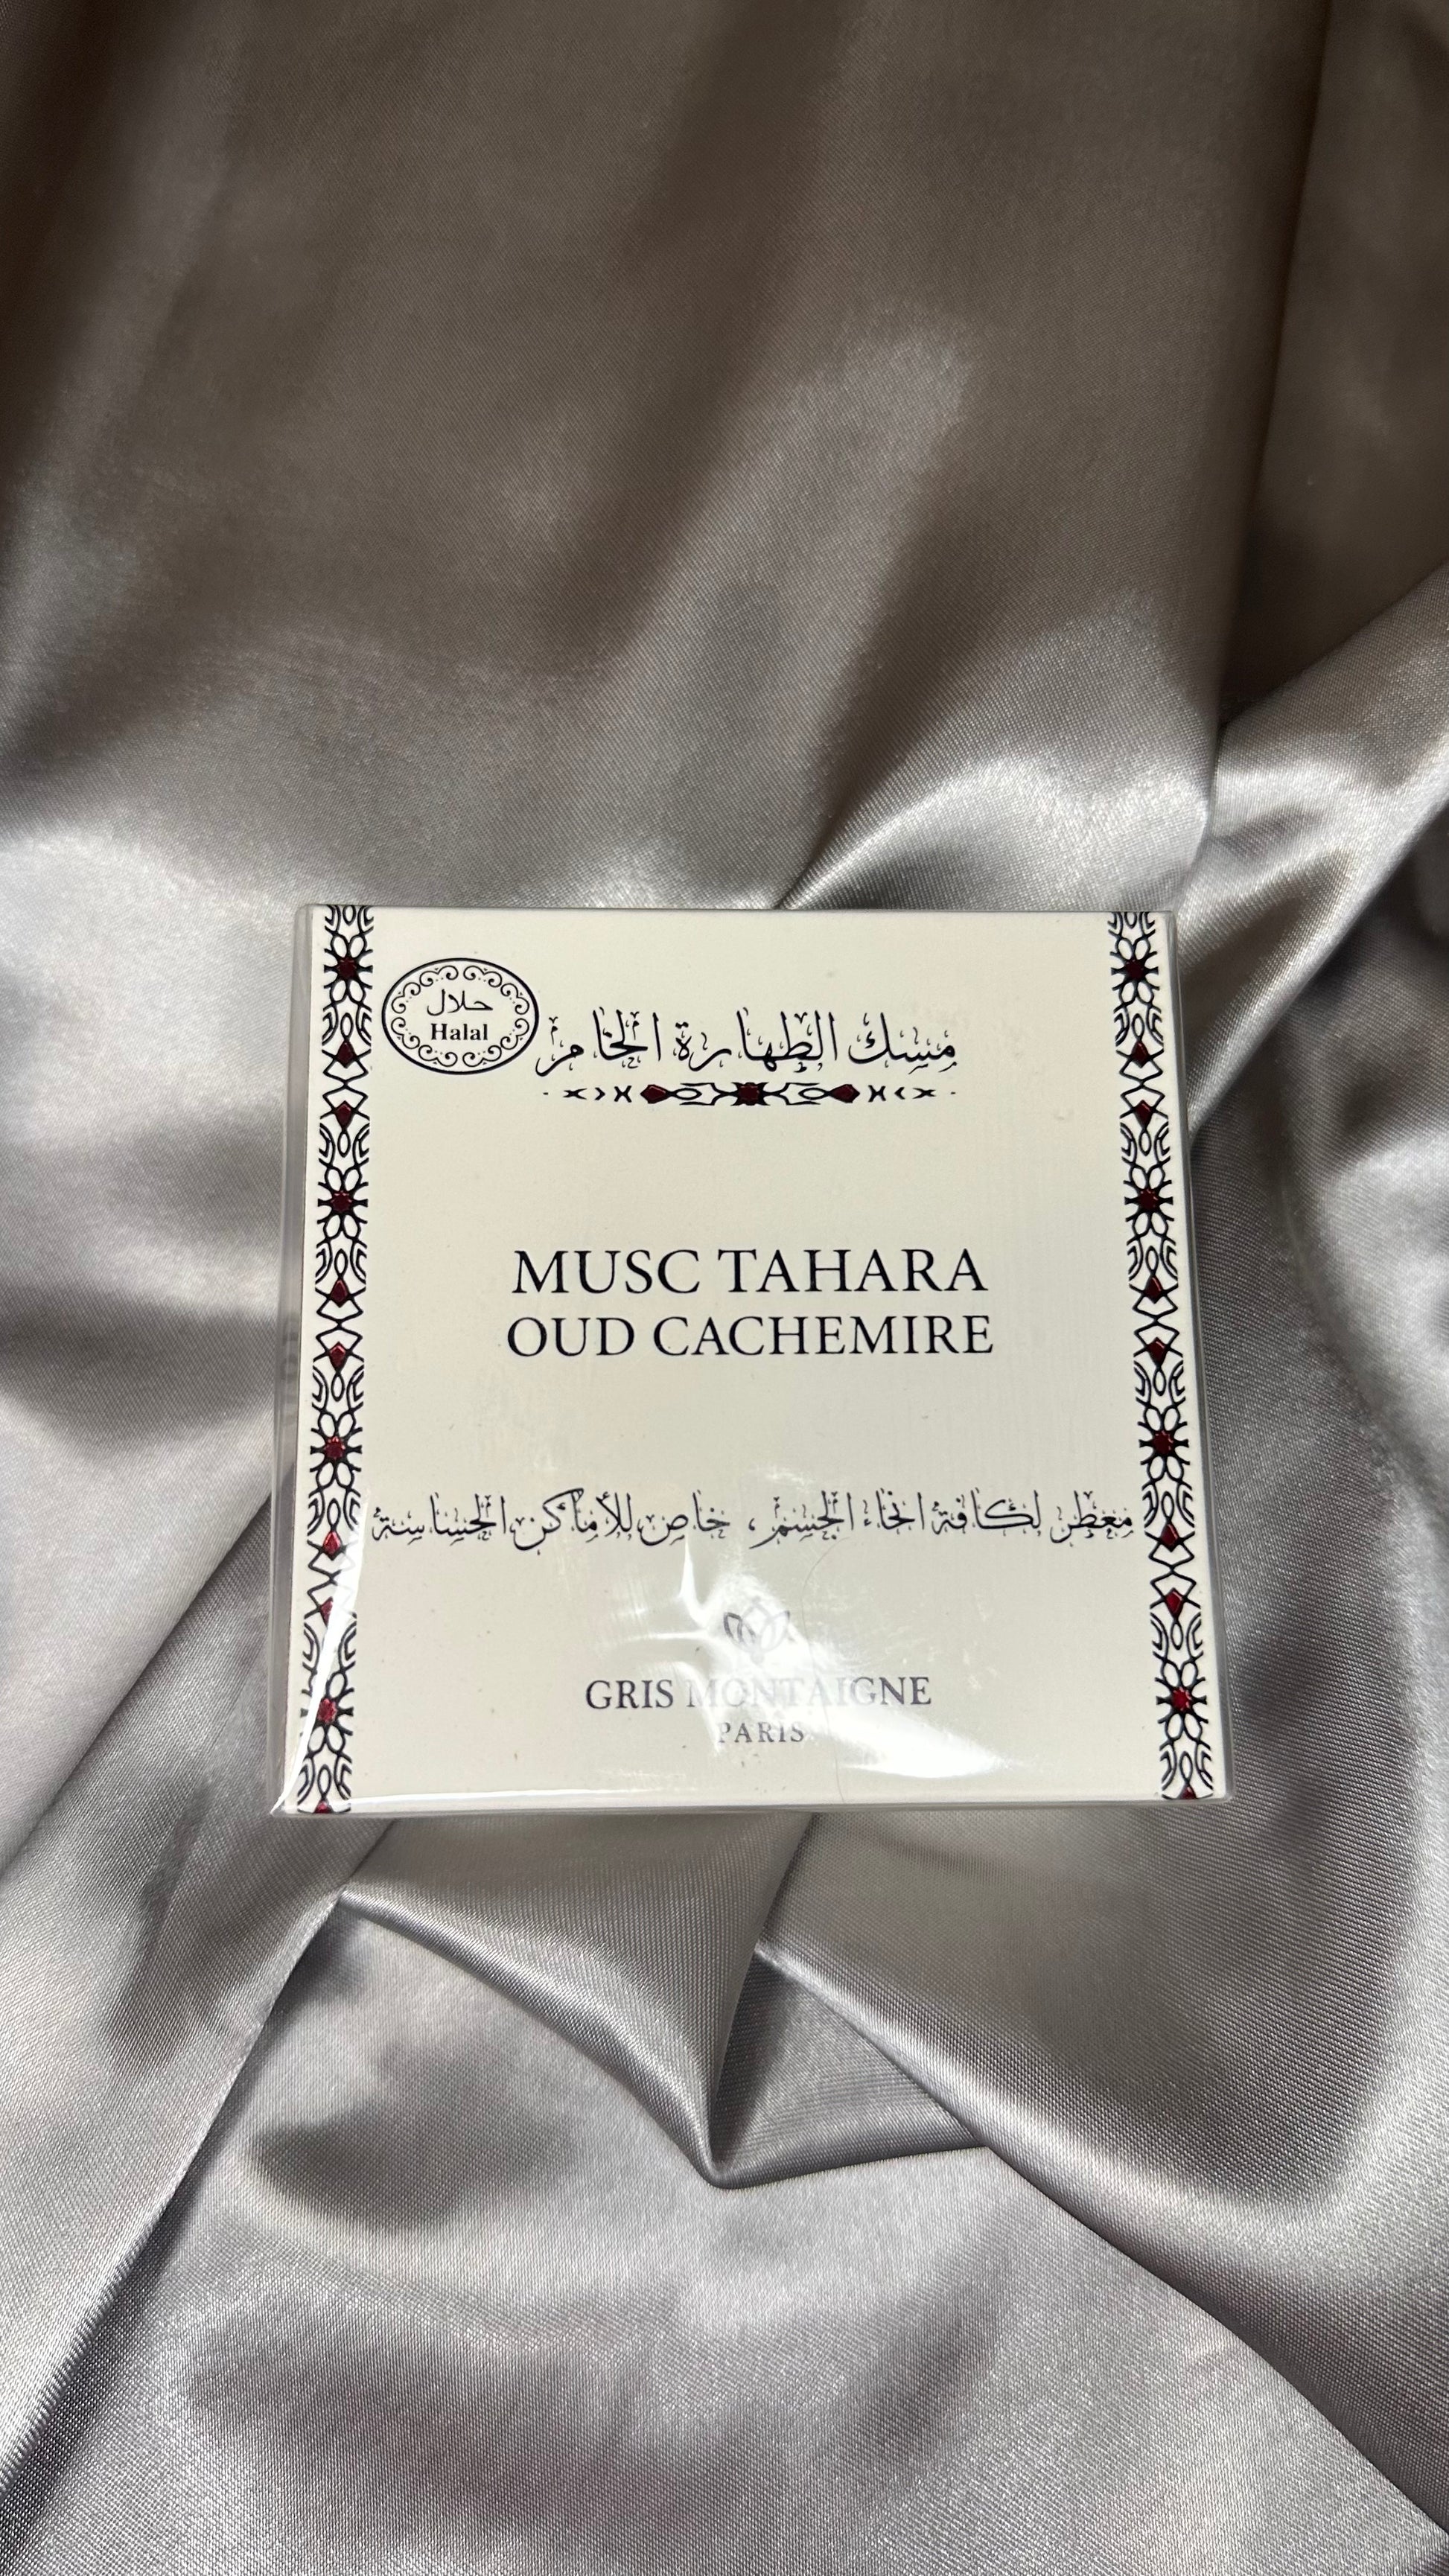 حلال
Halal
مسك الطهارة الخام
MUSC TAHARA
OUD CACHEMIRE
معطر لكافة انحاء الجسم، خاص للأماكن الحساسة
GRIS MONTAIGNE
PARIS